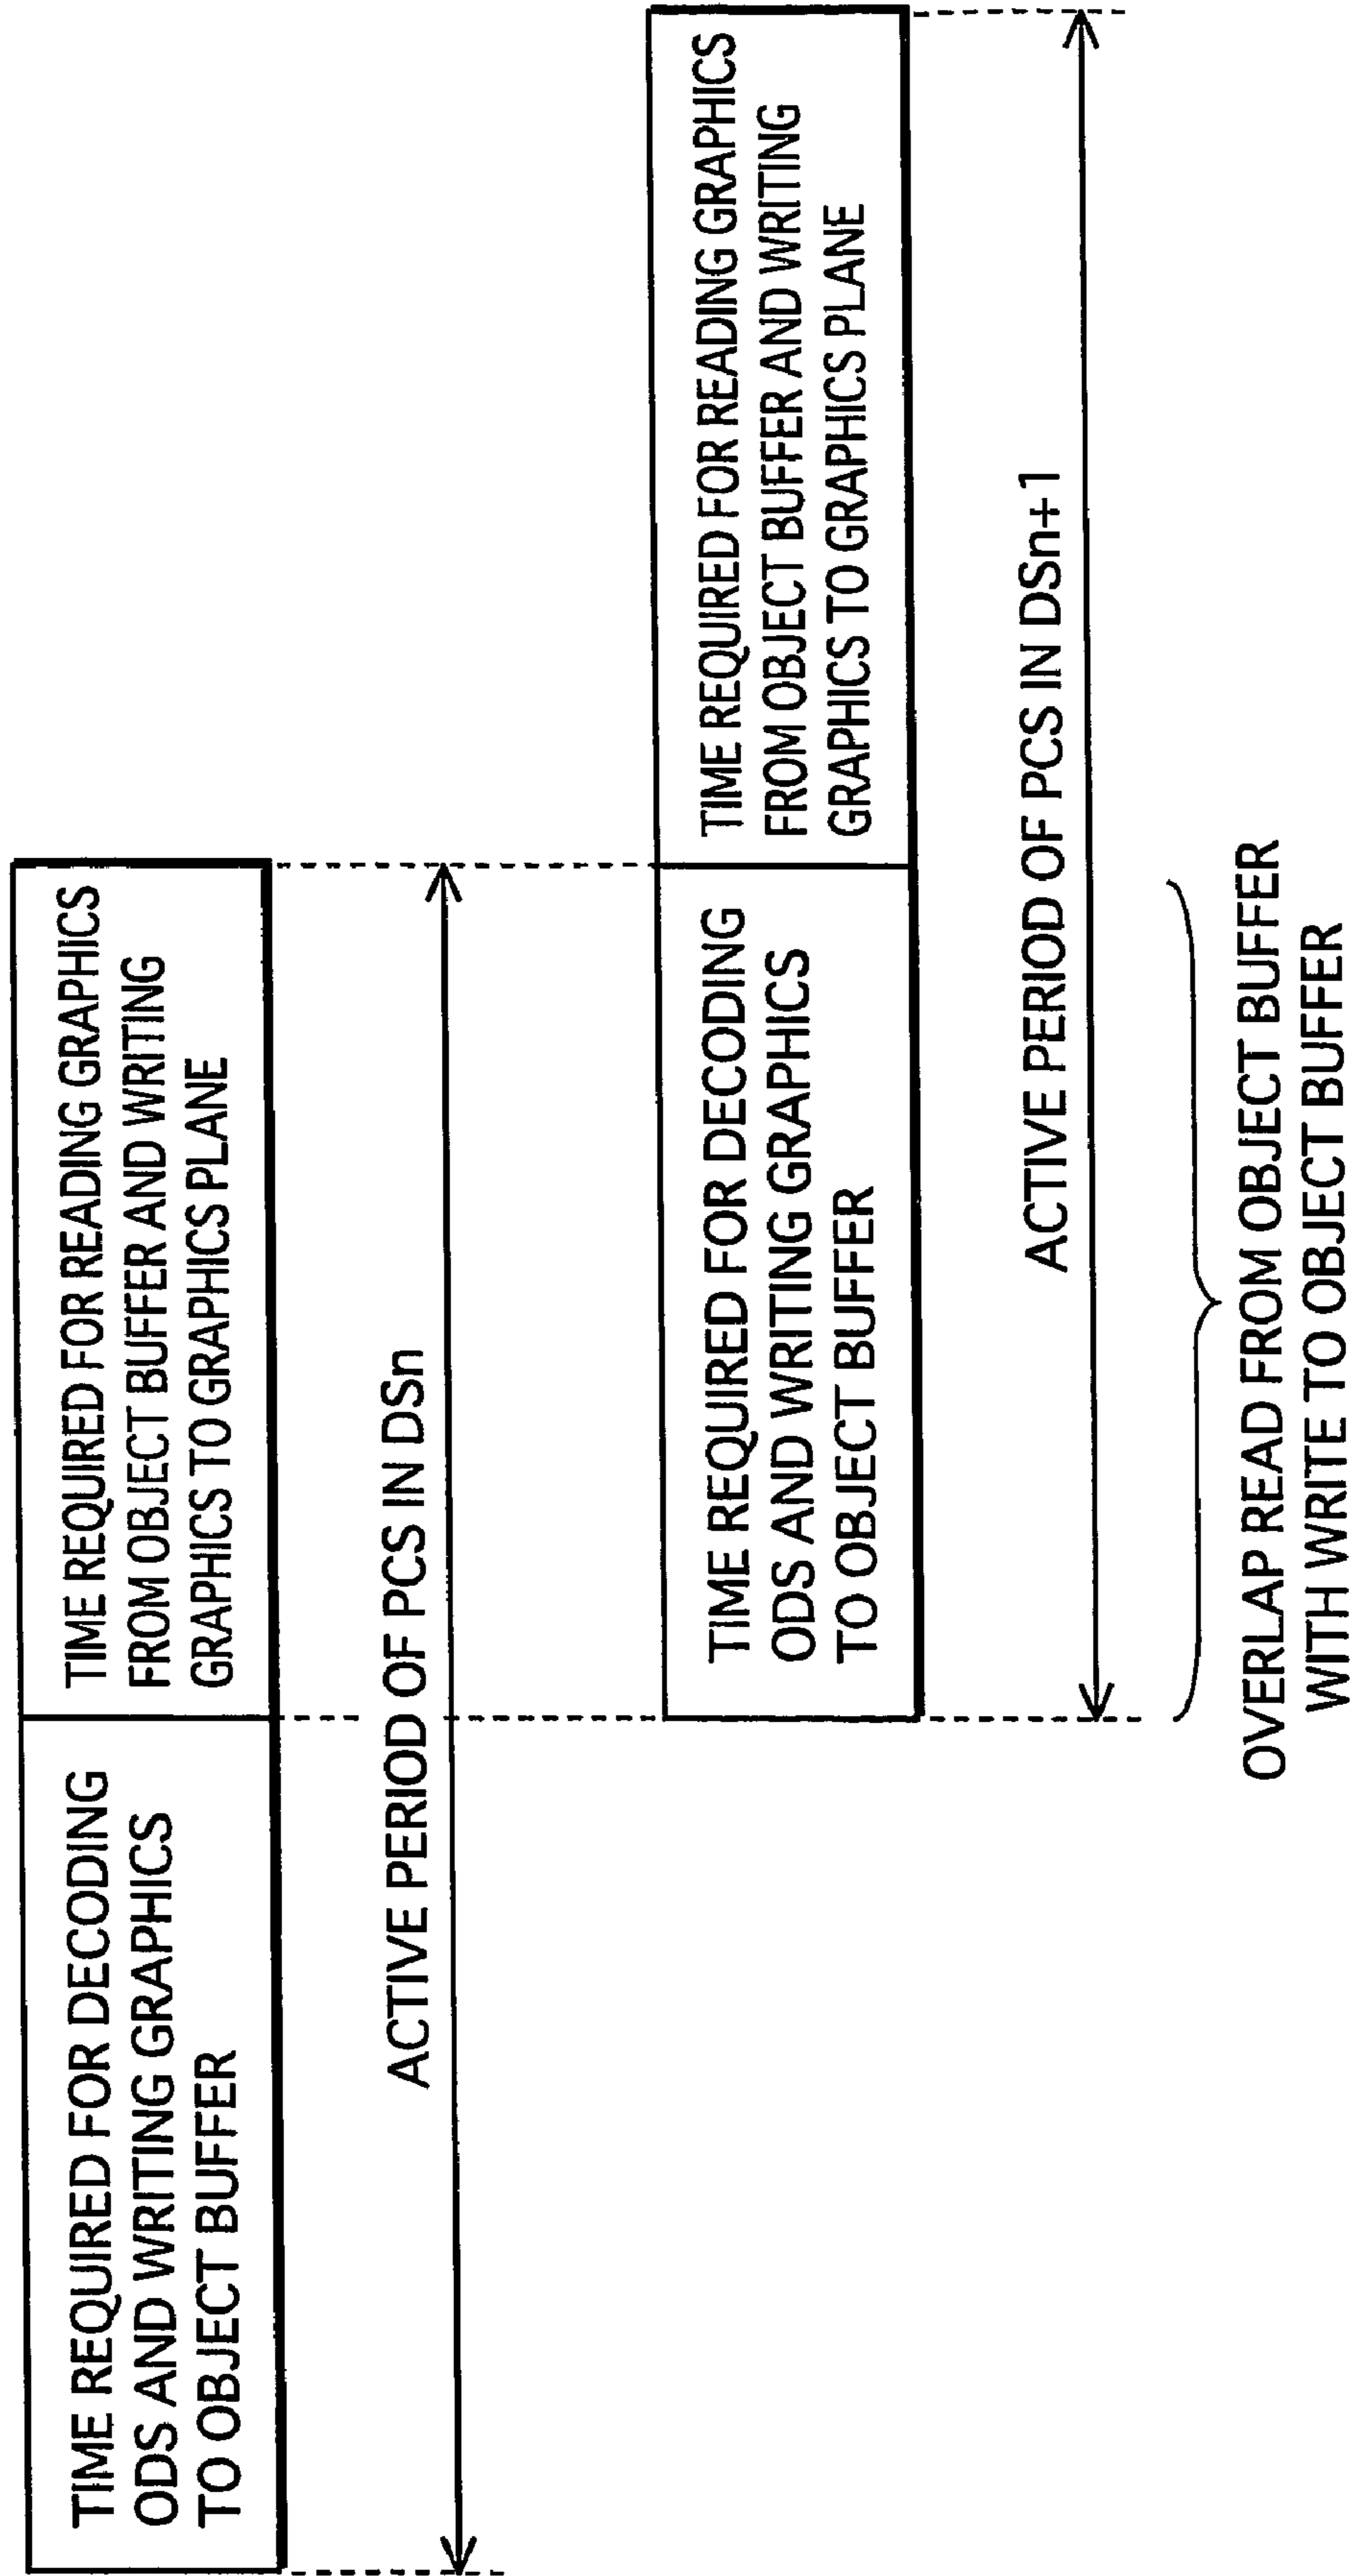 TIME REQUIRED FOR DECODING
ODS AND WRITING GRAPHICS
TO OBJECT BUFFER
TIME REQUIRED FOR READING GRAPHICS
FROM OBJECT BUFFER AND WRITING
GRAPHICS TO GRAPHICS PLANE
ACTIVE PERIOD OF PCS IN DSn
TIME REQUIRED FOR DECODING
ODS AND WRITING GRAPHICS
TO OBJECT BUFFER
TIME REQUIRED FOR READING GRAPHICS
FROM OBJECT BUFFER AND WRITING
GRAPHICS TO GRAPHICS PLANE
ACTIVE PERIOD OF PCS IN DSn+1
OVERLAP READ FROM OBJECT BUFFER
WITH WRITE TO OBJECT BUFFER